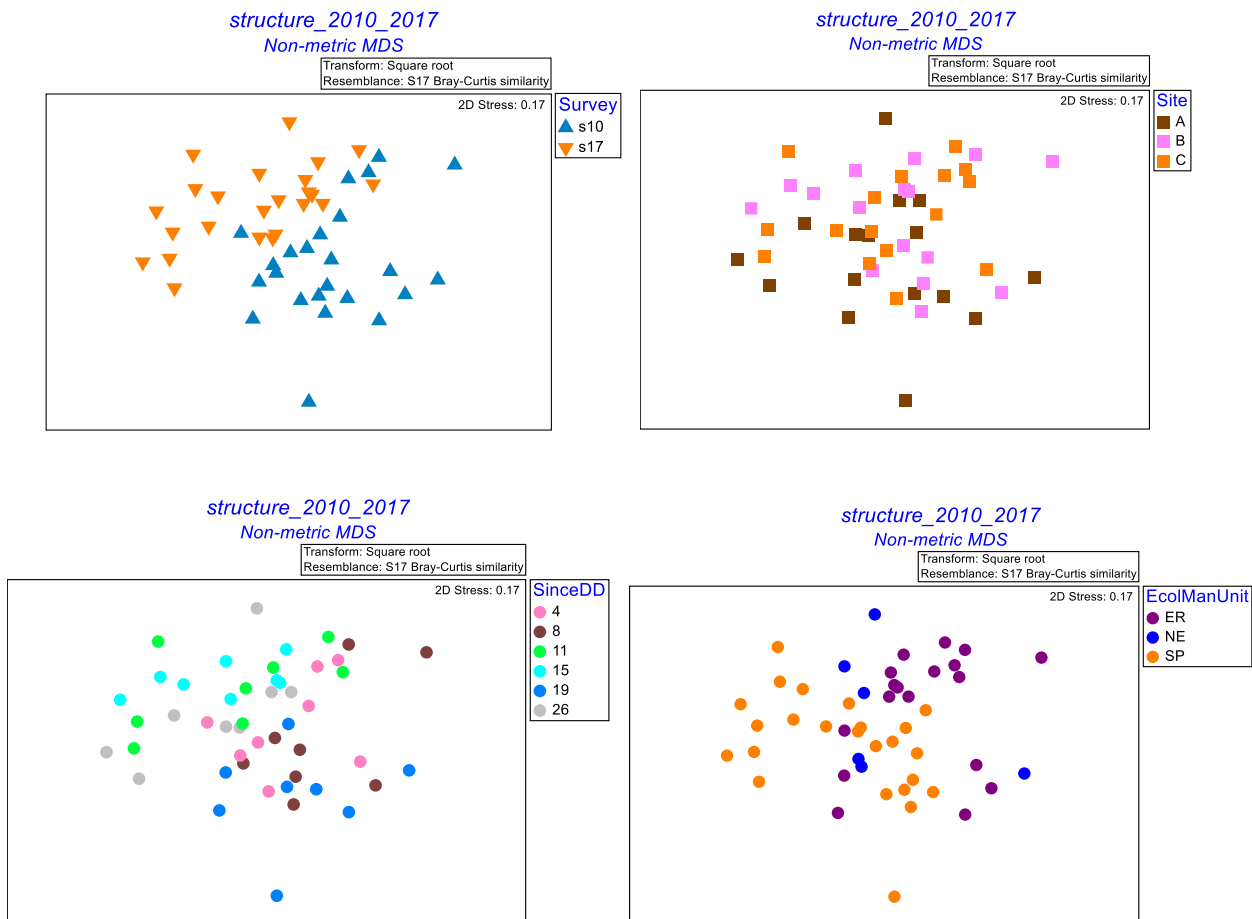 structure_2010_2017
Non-metric MDS
Transform: Square root
Resemblance: S17 Bray-Curtis similarity
2D Stress: 0.17
Survey
s10
s17
structure_2010_2017
Non-metric MDS
Transform: Square root
Resemblance: S17 Bray-Curtis similarity
2D Stress: 0.17
Site
A
B
C
structure_2010_2017
Non-metric MDS
Transform: Square root
Resemblance: S17 Bray-Curtis similarity
2D Stress: 0.17
SinceDD
4
8
11
15
19
26
structure_2010_2017
Non-metric MDS
Transform: Square root
Resemblance: S17 Bray-Curtis similarity
2D Stress: 0.17
EcolManUnit
ER
NE
SP